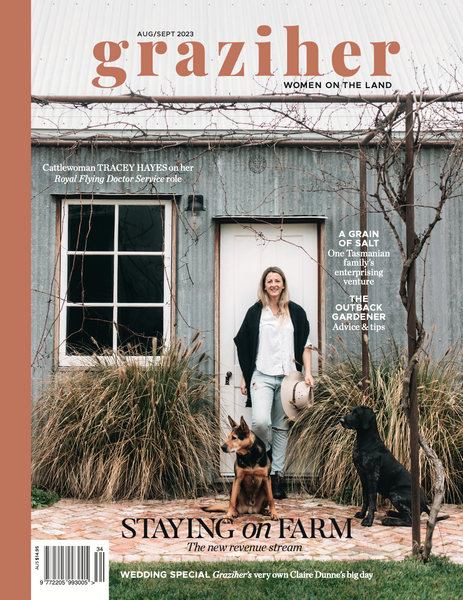 AUG/SEPT 2023
graziher
WOMEN ON THE LAND
Cattlewoman TRACEY HAYES on her
Royal Flying Doctor Service role
A GRAIN
OF SALT
One Tasmanian
family's
enterprising
venture
THE
OUTBACK
GARDENER
Advice & tips
STAYING on FARM
The new revenue stream
WEDDING SPECIAL Graziher's very own Claire Dunne's big day
AUS $14.95
34
9 772205 993005 >